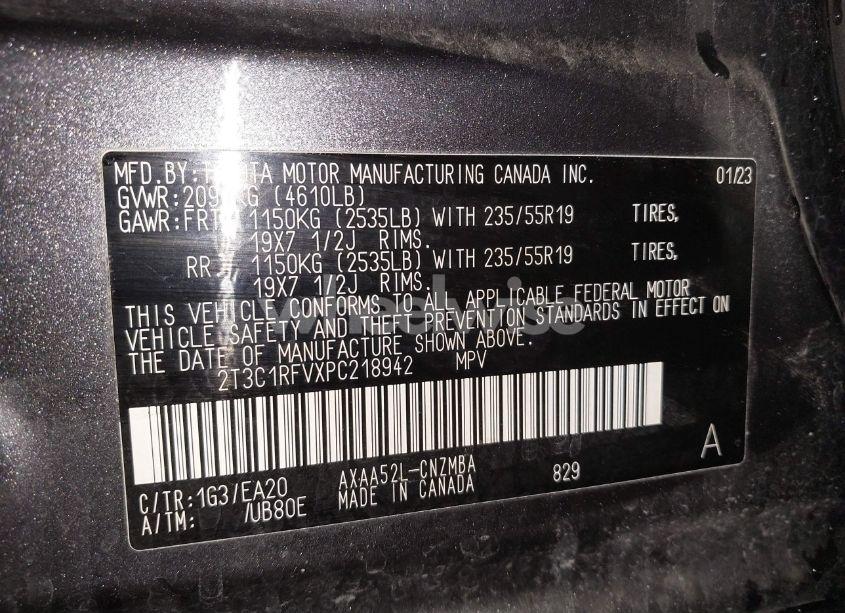 MFD.BY:TOYOTA MOTOR MANUFACTURING CANADA INC. 01/23
GVWR: (4610LB)
GAWR:FRT 1150KG (2535LB) WITH 235/55R19 TIRES,
19X7 1/2J RIMS.
RR 1150KG (2535LB) WITH 235/55R19 TIRES,
19X7 1/2J RIMS.
THIS VEHICLE CONFORMS TO ALL APPLICABLE FEDERAL MOTOR
VEHICLE SAFETY AND THEFT PREVENTION STANDARDS IN EFFECT ON
THE DATE OF MANUFACTURE SHOWN ABOVE.
2T3C1RFVXPC218942 MPV
A
C/TR:1G3/EA20 AXAA52L-CNZMBA 829
A/TM: /UB80E MADE IN CANADA
wheelwise